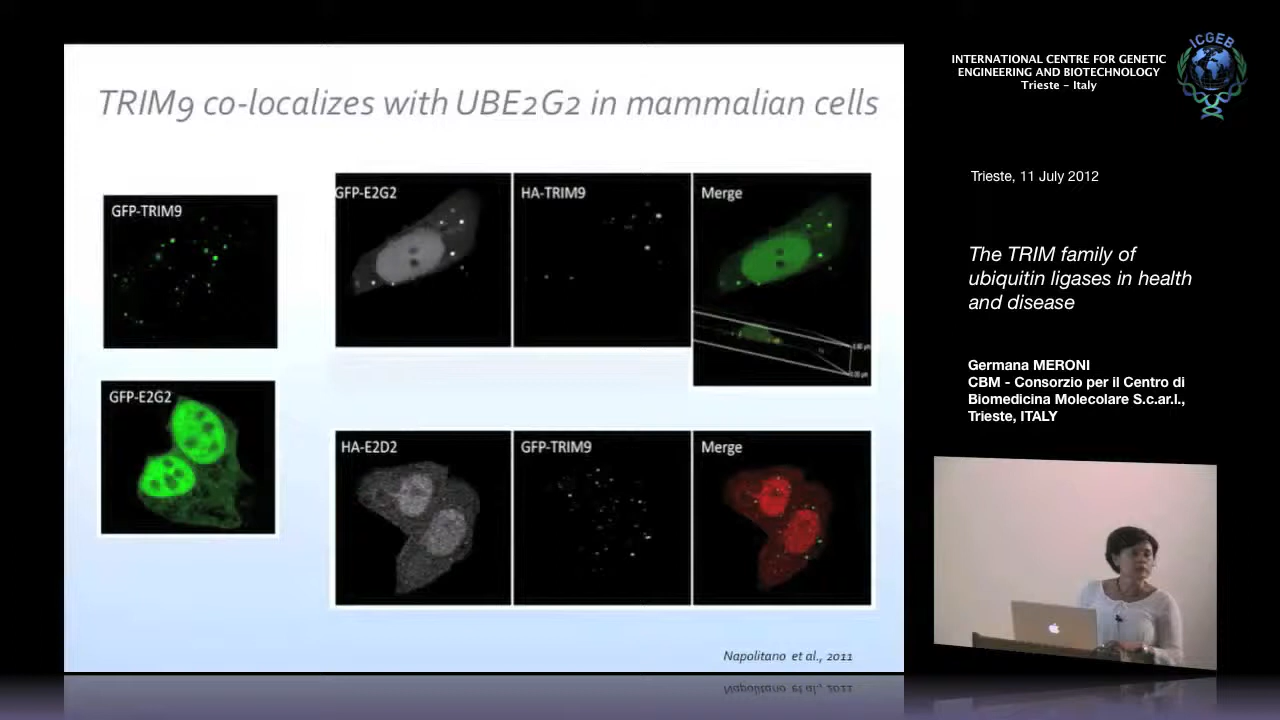 TRIM9 co-localizes with UBE2G2 in mammalian cells
GFP-TRIM9
GFP-E2G2
GFP-E2G2
HA-TRIM9
Merge
HA-E2D2
GFP-TRIM9
Merge
Napolitano et al., 2011
INTERNATIONAL CENTRE FOR GENETIC
ENGINEERING AND BIOTECHNOLOGY
Trieste - Italy
ICGEB
Trieste, 11 July 2012
The TRIM family of
ubiquitin ligases in health
and disease
Germana MERONI
CBM - Consorzio per il Centro di
Biomedicina Molecolare S.c.ar.l.,
Trieste, ITALY